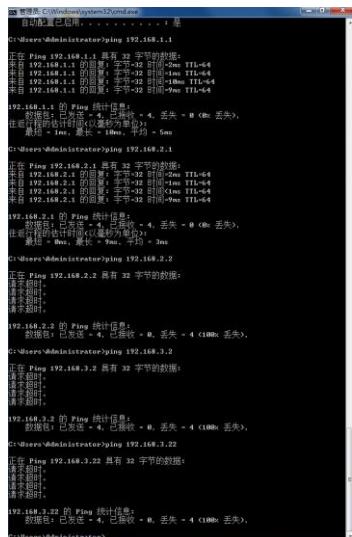 管理员: C:\Windows\system32\cmd.exe
自动配置已启用. . . . . . . . . . : 是
C:\Users\Administrator>ping 192.168.1.1
正在 Ping 192.168.1.1 具有 32 字节的数据:
来自 192.168.1.1 的回复: 字节=32 时间=2ms TTL=64
来自 192.168.1.1 的回复: 字节=32 时间=1ms TTL=64
来自 192.168.1.1 的回复: 字节=32 时间=10ms TTL=64
来自 192.168.1.1 的回复: 字节=32 时间=9ms TTL=64
192.168.1.1 的 Ping 统计信息:
数据包: 已发送 = 4，已接收 = 4，丢失 = 0 (0% 丢失)，
往返行程的估计时间(以毫秒为单位):
最短 = 1ms，最长 = 10ms，平均 = 5ms
C:\Users\Administrator>ping 192.168.2.1
正在 Ping 192.168.2.1 具有 32 字节的数据:
来自 192.168.2.1 的回复: 字节=32 时间=2ms TTL=64
来自 192.168.2.1 的回复: 字节=32 时间=1ms TTL=64
来自 192.168.2.1 的回复: 字节=32 时间<1ms TTL=64
来自 192.168.2.1 的回复: 字节=32 时间=9ms TTL=64
192.168.2.1 的 Ping 统计信息:
数据包: 已发送 = 4，已接收 = 4，丢失 = 0 (0% 丢失)，
往返行程的估计时间(以毫秒为单位):
最短 = 0ms，最长 = 9ms，平均 = 3ms
C:\Users\Administrator>ping 192.168.2.2
正在 Ping 192.168.2.2 具有 32 字节的数据:
请求超时。
请求超时。
请求超时。
请求超时。
192.168.2.2 的 Ping 统计信息:
数据包: 已发送 = 4，已接收 = 0，丢失 = 4 (100% 丢失)，
C:\Users\Administrator>ping 192.168.3.2
正在 Ping 192.168.3.2 具有 32 字节的数据:
请求超时。
请求超时。
请求超时。
请求超时。
192.168.3.2 的 Ping 统计信息:
数据包: 已发送 = 4，已接收 = 0，丢失 = 4 (100% 丢失)，
C:\Users\Administrator>ping 192.168.3.22
正在 Ping 192.168.3.22 具有 32 字节的数据:
请求超时。
请求超时。
请求超时。
请求超时。
192.168.3.22 的 Ping 统计信息:
数据包: 已发送 = 4，已接收 = 0，丢失 = 4 (100% 丢失)，
C:\Users\Administrator>